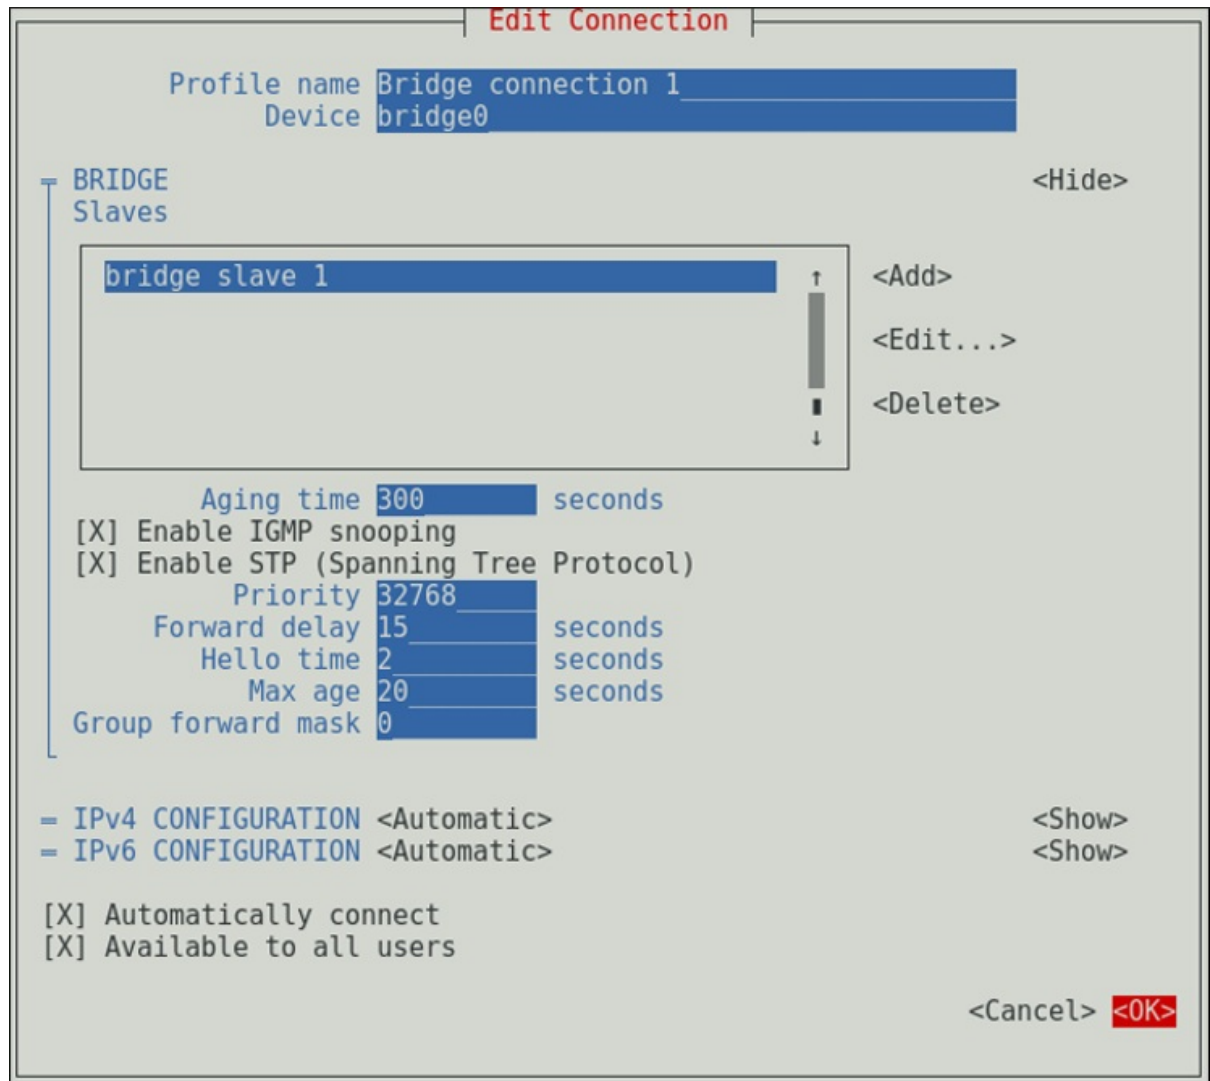 Edit Connection
Profile name Bridge connection 1
Device bridge0
BRIDGE <Hide>
Slaves
bridge slave 1 ↑ <Add>
<Edit...>
<Delete>
↓
Aging time 300 seconds
[X] Enable IGMP snooping
[X] Enable STP (Spanning Tree Protocol)
Priority 32768
Forward delay 15 seconds
Hello time 2 seconds
Max age 20 seconds
Group forward mask 0
= IPv4 CONFIGURATION <Automatic> <Show>
= IPv6 CONFIGURATION <Automatic> <Show>
[X] Automatically connect
[X] Available to all users
<Cancel> <OK>